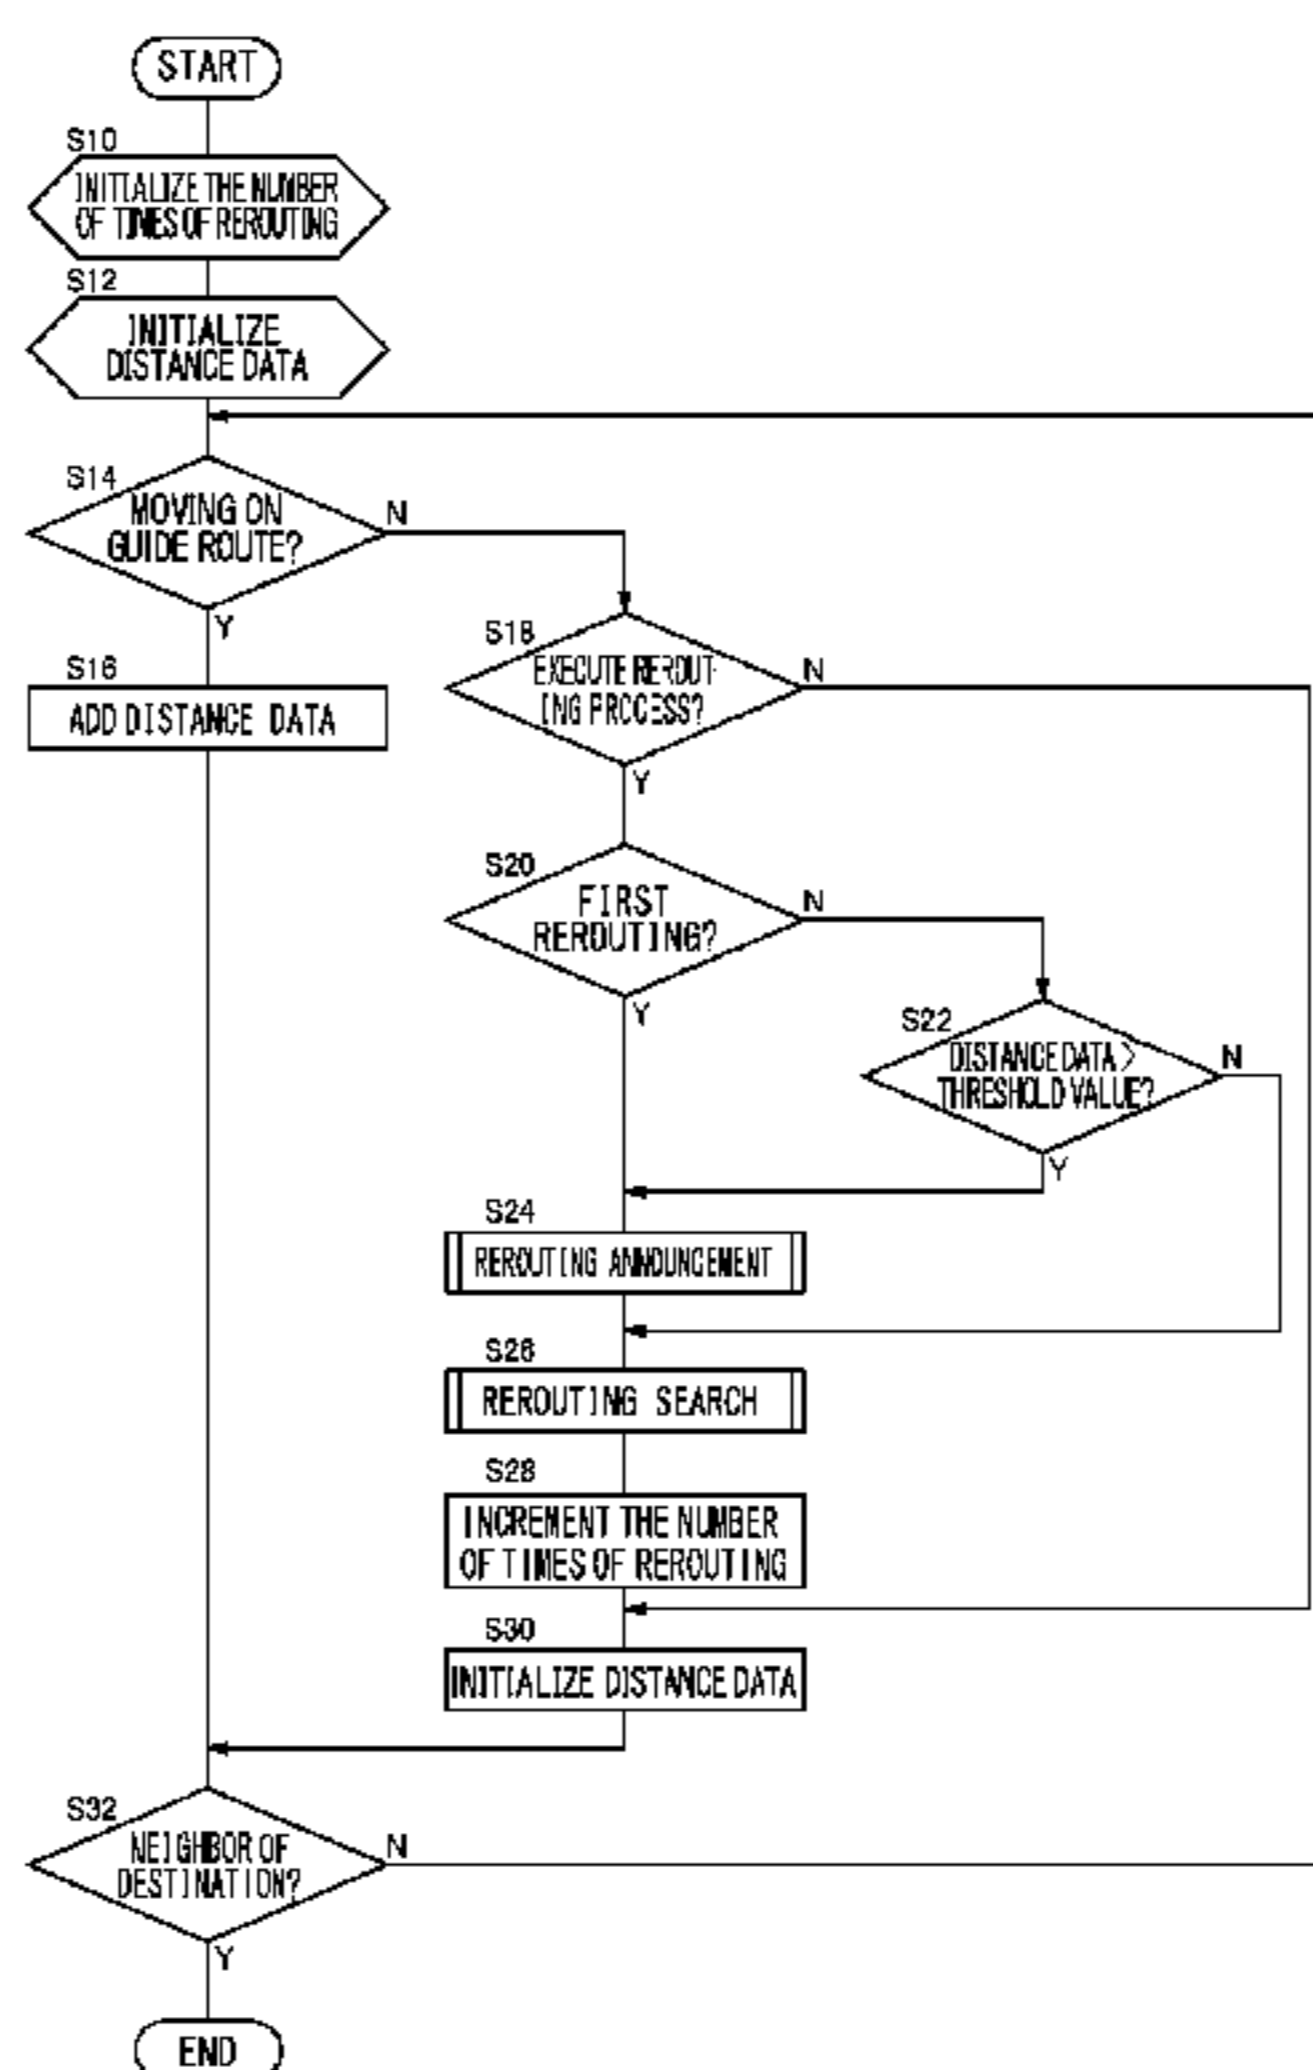 START
S10
INITIALIZE THE NUMBER
OF TIMES OF REROUTING
S12
INITIALIZE
DISTANCE DATA
S14
MOVING ON
GUIDE ROUTE?
N
Y
S16
ADD DISTANCE DATA
S18
EXECUTE REROUT-
ING PROCESS?
N
Y
S20
FIRST
REROUTING?
N
Y
S22
DISTANCE DATA >
THRESHOLD VALUE?
N
Y
S24
REROUTING ANNOUNCEMENT
S26
REROUTING SEARCH
S28
INCREMENT THE NUMBER
OF TIMES OF REROUTING
S30
INITIALIZE DISTANCE DATA
S32
NEIGHBOR OF
DESTINATION?
N
Y
END